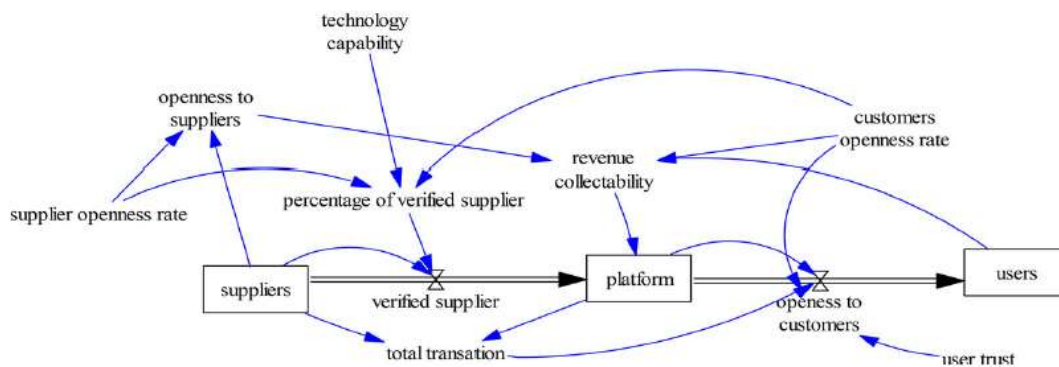 technology
capability
openness to
suppliers
customers
openness rate
revenue
collectability
supplier openness rate
percentage of verified supplier
suppliers
verified supplier
platform
openess to
customers
users
total transation
user trust